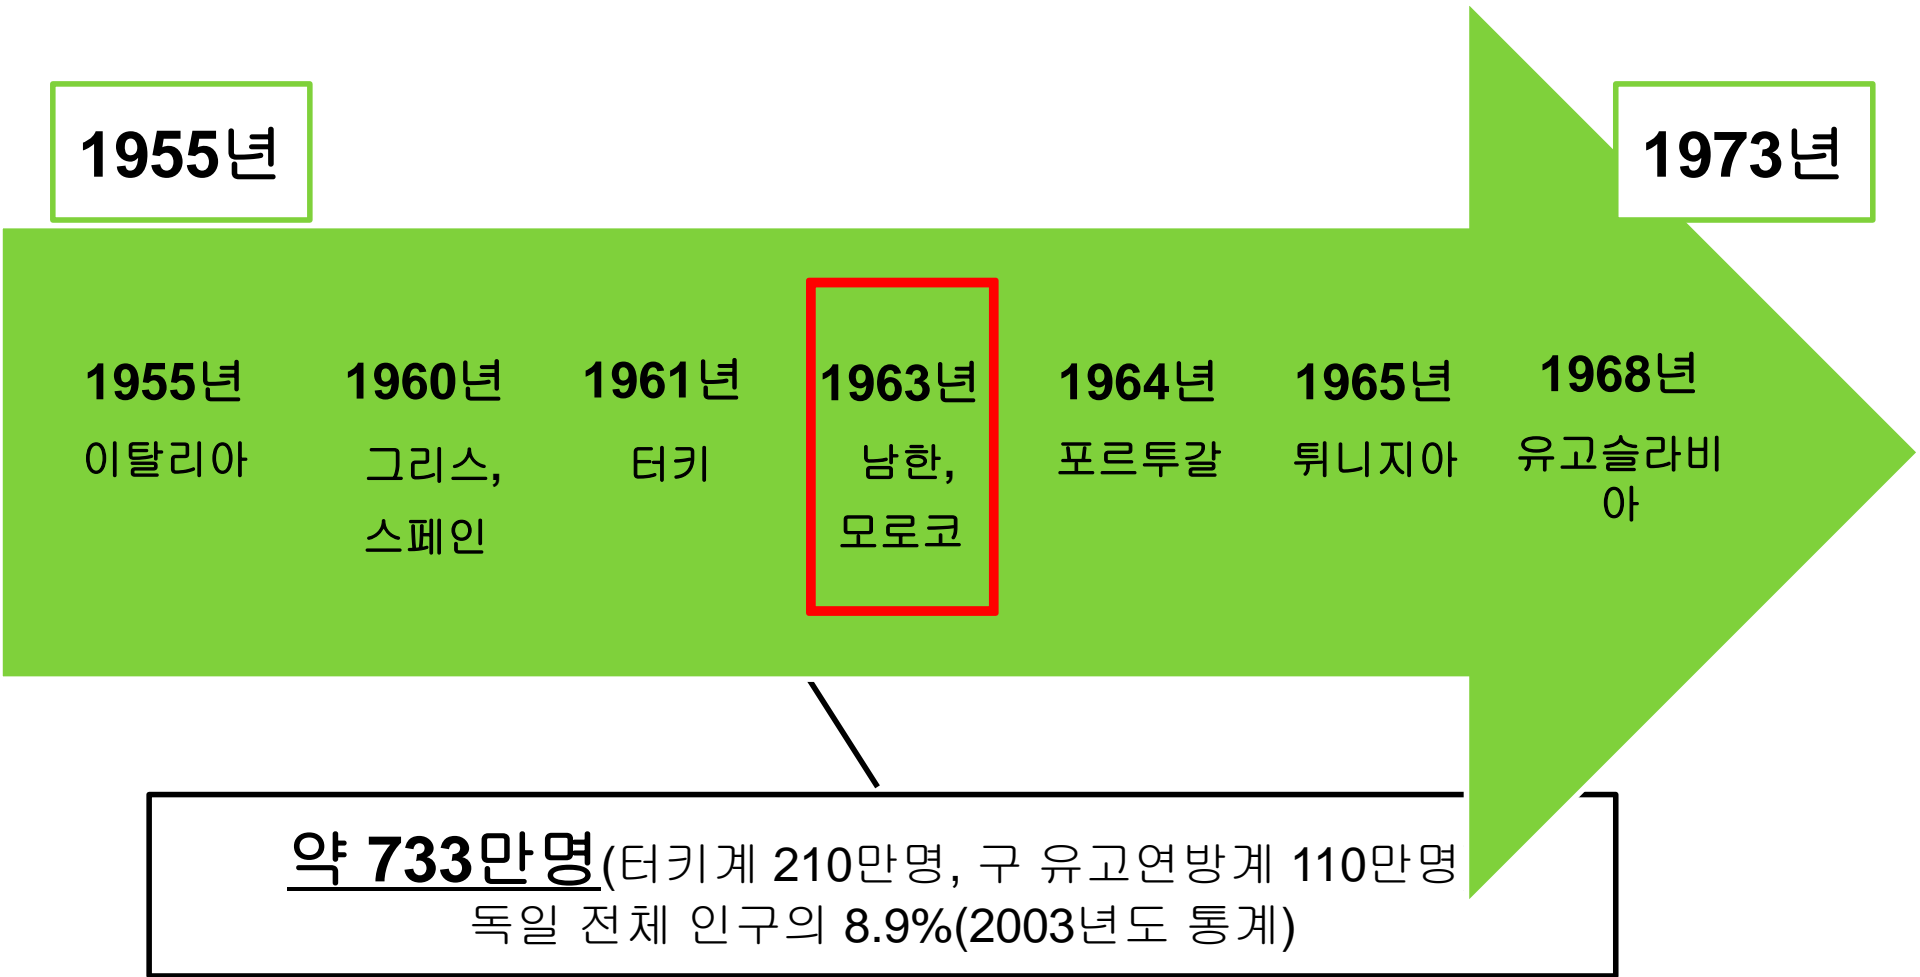 1955년
1973년
1955년
이탈리아
1960년
그리스,
스페인
1961년
터키
1963년
남한,
모로코
1964년
포르투갈
1965년
튀니지아
1968년
유고슬라비
아
약 733만명(터키계 210만명, 구 유고연방계 110만명
독일 전체 인구의 8.9%(2003년도 통계)